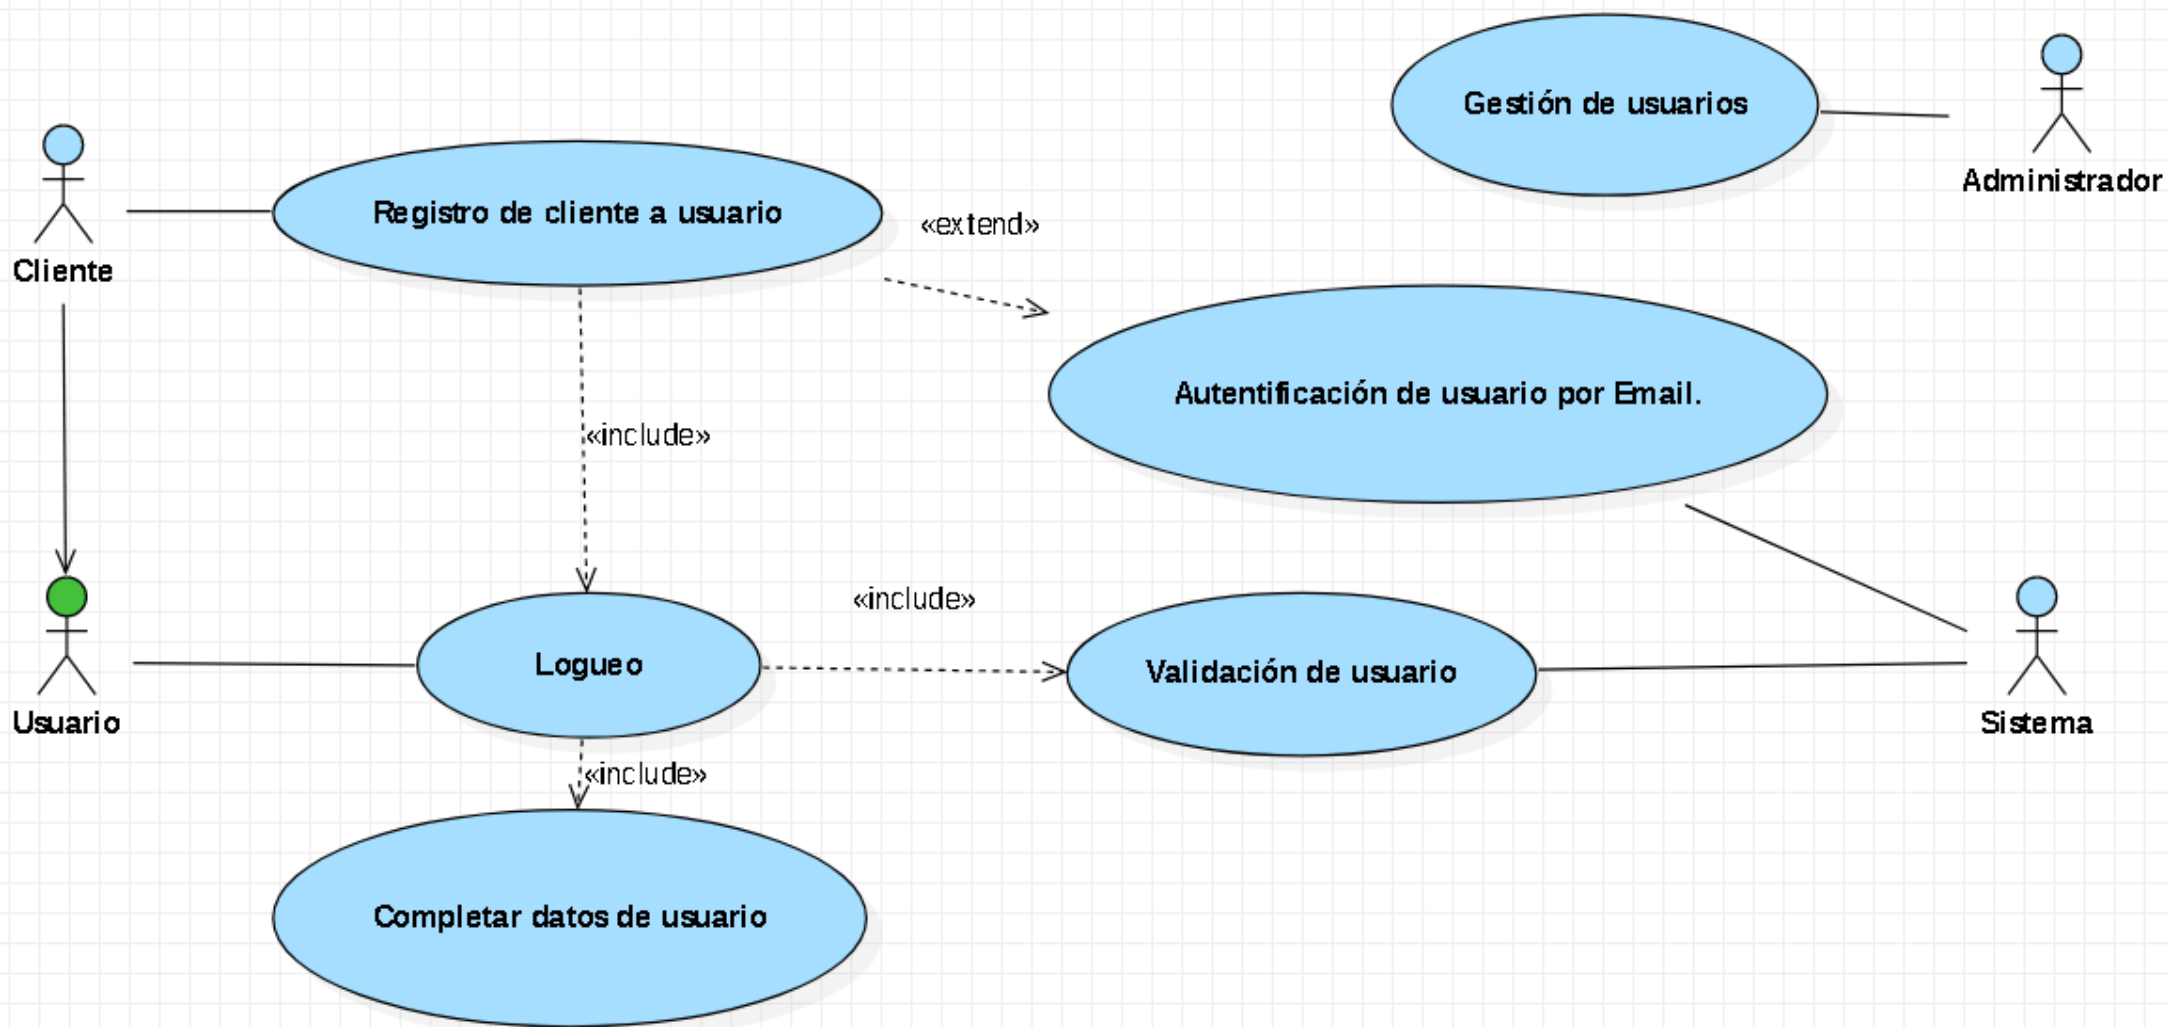 Gestión de usuarios
Administrador
Registro de cliente a usuario
«extend»
Cliente
Autentificación de usuario por Email.
«include»
«include»
Logueo
Validación de usuario
Usuario
Sistema
«include»
Completar datos de usuario